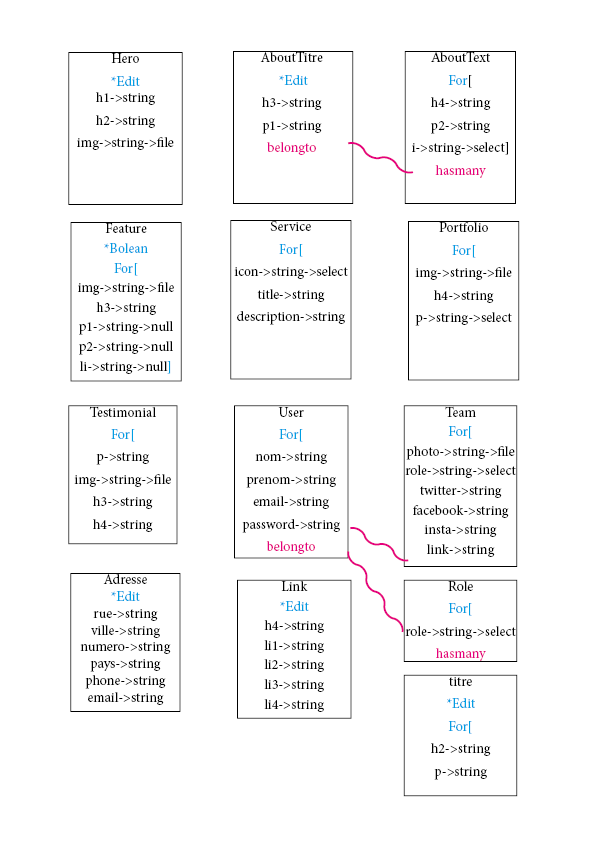 Hero
*Edit
h1->string
h2->string
img->string->file
AboutTitre
*Edit
h3->string
p1->string
belongto
AboutText
For[
h4->string
p2->string
i->string->select]
hasmany
Feature
*Bolean
For[
img->string->file
h3->string
p1->string->null
p2->string->null
li->string->null]
Service
For[
icon->string->select
title->string
description->string
Portfolio
For[
img->string->file
h4->string
p->string->select
Testimonial
For[
p->string
img->string->file
h3->string
h4->string
User
For[
nom->string
prenom->string
email->string
password->string
belongto
Team
For[
photo->string->file
role->string->select
twitter->string
facebook->string
insta->string
link->string
Adresse
*Edit
rue->string
ville->string
numero->string
pays->string
phone->string
email->string
Link
*Edit
h4->string
li1->string
li2->string
li3->string
li4->string
Role
For[
role->string->select
hasmany
titre
*Edit
For[
h2->string
p->string